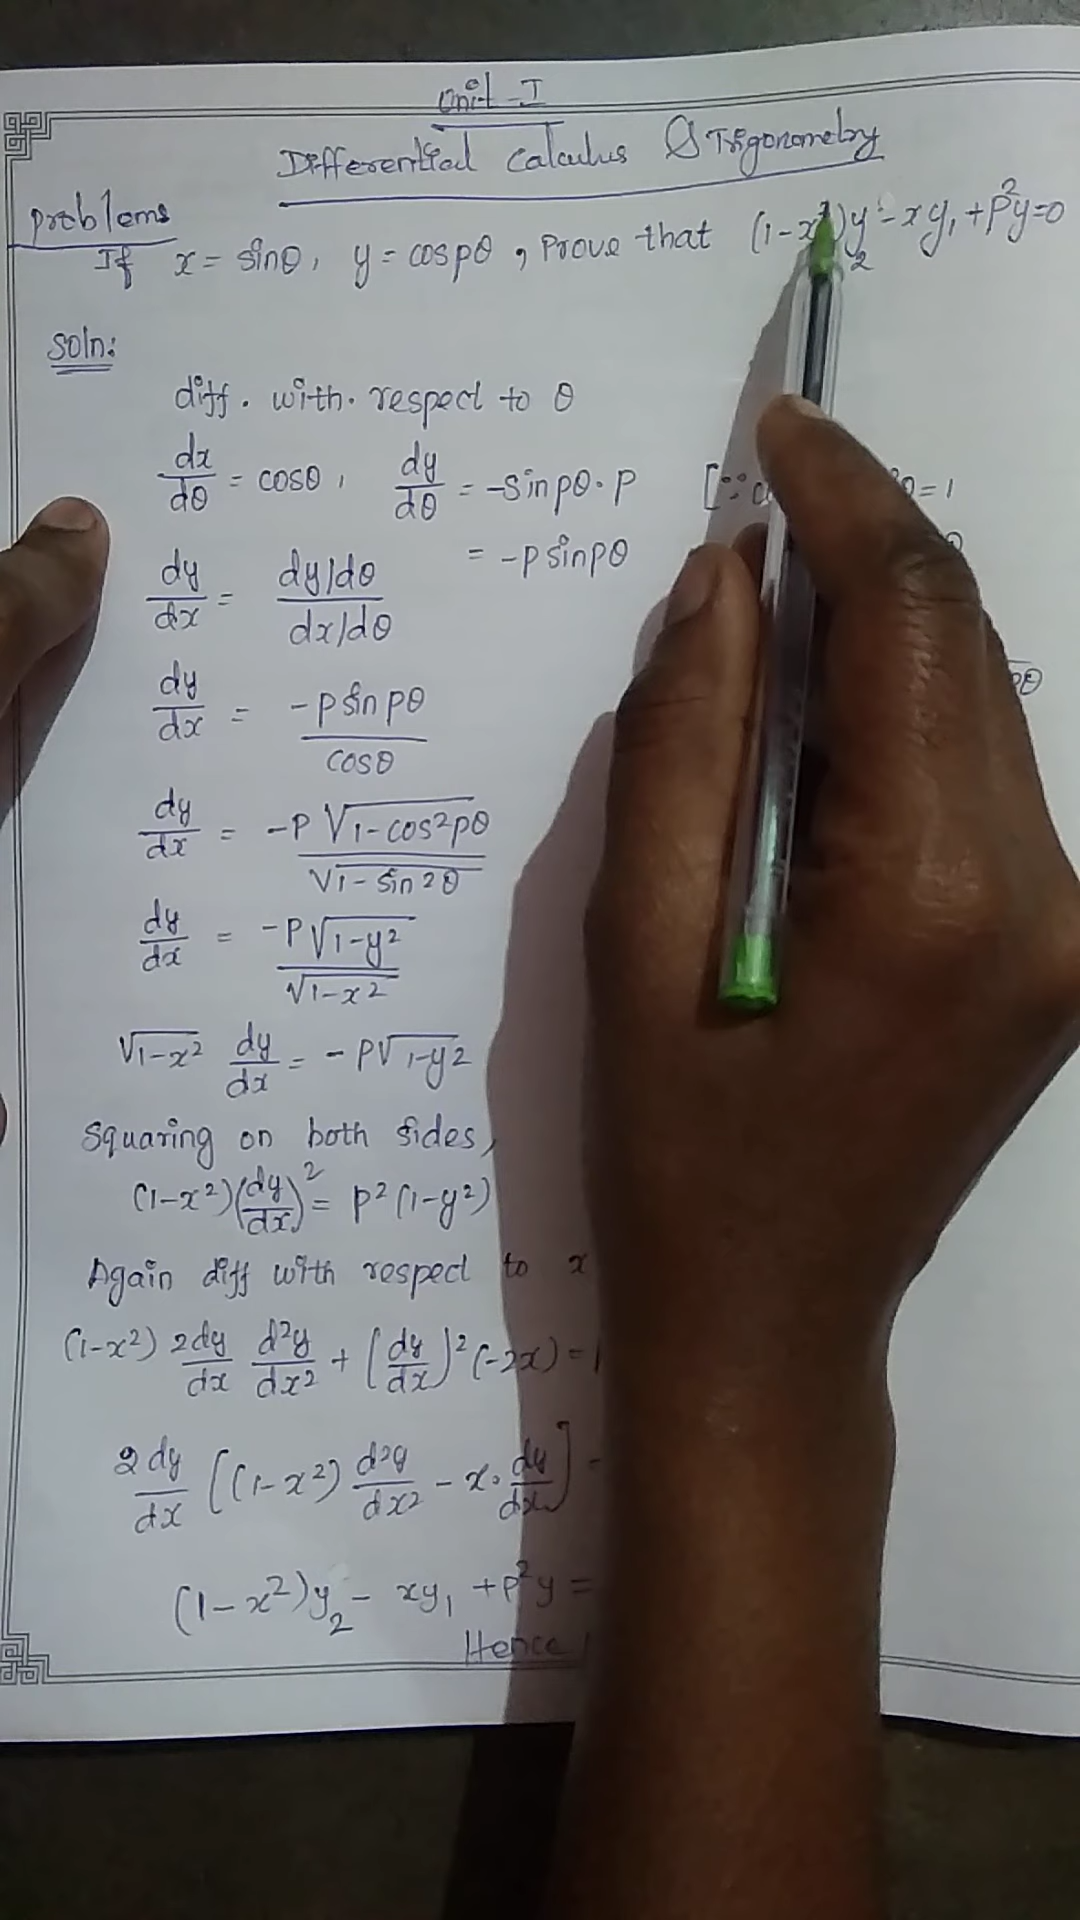 Unit-I
Differential Calculus & Trigonometry
Problems
If x = sinθ, y = cospθ, Prove that (1-x²)y₂ - xy₁ + p²y=0
Soln:
diff. with. respect to θ
dx/dθ = cosθ, dy/dθ = -sinpθ·P [∵ =1
= -p sinpθ
dy/dx = (dy/dθ)/(dx/dθ)
dy/dx = -p sin pθ / cosθ
dy/dx = -P √1-cos²pθ / √1-sin2θ
dy/dx = -P√1-y² / √1-x²
√1-x² dy/dx = -P√1-y²
Squaring on both sides,
(1-x²)(dy/dx)² = p²(1-y²)
Again diff with respect to x
(1-x²) 2dy/dx d²y/dx² + (dy/dx)² (-2x) =
2 dy/dx [(1-x²) d²y/dx² - x· dy/dx]
(1-x²)y₂ - xy₁ + p²y =
Hence